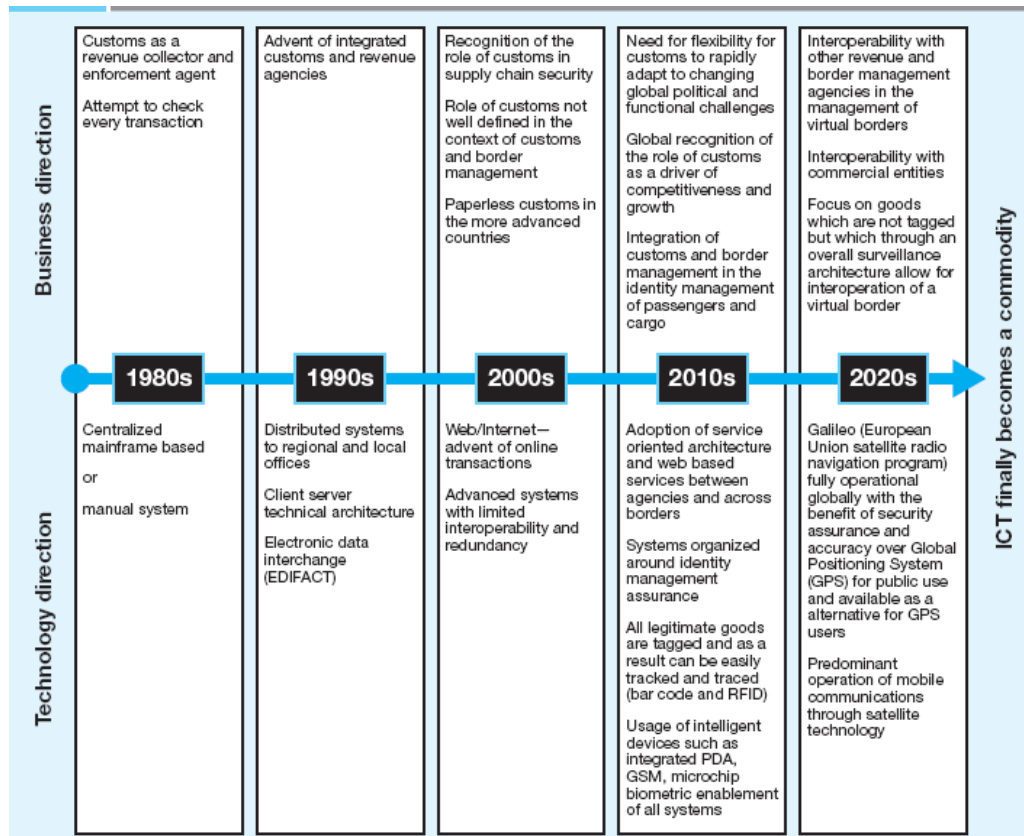 Business direction
Customs as a
revenue collector and
enforcement agent
Attempt to check
every transaction
Advent of integrated
customs and revenue
agencies
Recognition of the
role of customs in
supply chain security
Role of customs not
well defined in the
context of customs
and border
management
Paperless customs in
the more advanced
countries
Need for flexibility for
customs to rapidly
adapt to changing
global political and
functional challenges
Global recognition of
the role of customs
as a driver of
competitiveness and
growth
Integration of
customs and border
management in the
identity management
of passengers and
cargo
Interoperability with
other revenue and
border management
agencies in the
management of
virtual borders
Interoperability with
commercial entities
Focus on goods
which are not tagged
but which through an
overall surveillance
architecture allow for
interoperation of a
virtual border
1980s
1990s
2000s
2010s
2020s
ICT finally becomes a commodity
Technology direction
Centralized
mainframe based
or
manual system
Distributed systems
to regional and local
offices
Client server
technical architecture
Electronic data
interchange
(EDIFACT)
Web/Internet—
advent of online
transactions
Advanced systems
with limited
interoperability and
redundancy
Adoption of service
oriented architecture
and web based
services between
agencies and across
borders
Systems organized
around identity
management
assurance
All legitimate goods
are tagged and as a
result can be easily
tracked and traced
(bar code and RFID)
Usage of intelligent
devices such as
integrated PDA,
GSM, microchip
biometric enablement
of all systems
Galileo (European
Union satellite radio
navigation program)
fully operational
globally with the
benefit of security
assurance and
accuracy over Global
Positioning System
(GPS) for public use
and available as a
alternative for GPS
users
Predominant
operation of mobile
communications
through satellite
technology